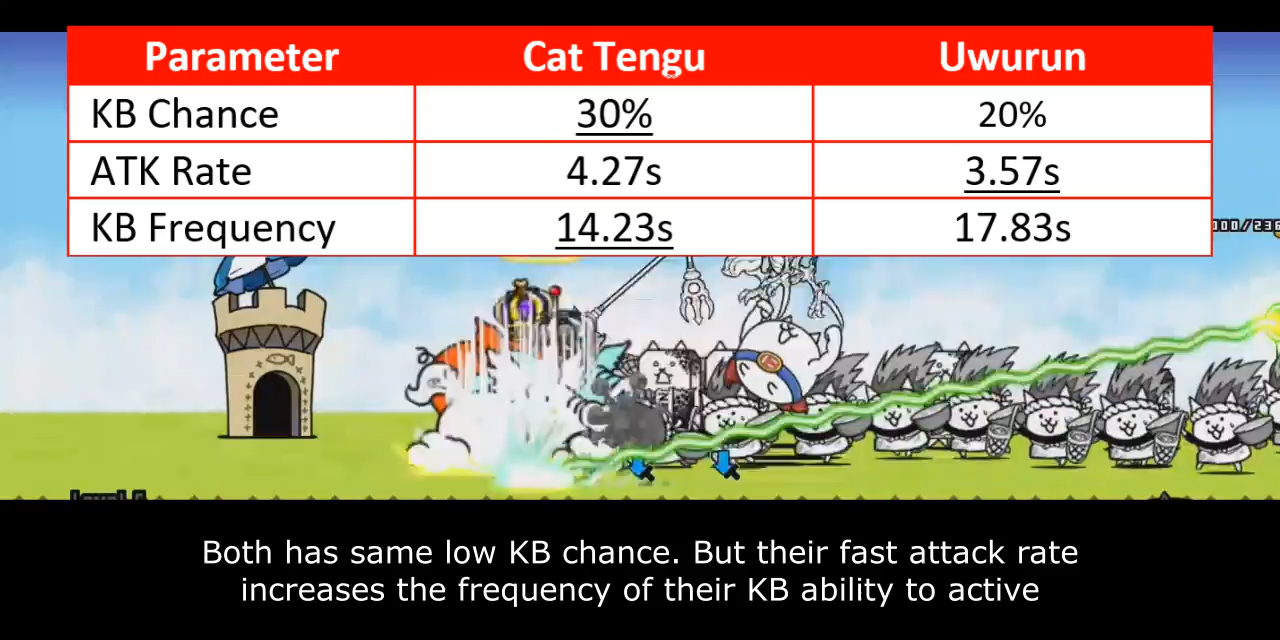 Parameter Cat Tengu Uwurun
KB Chance 30% 20%
ATK Rate 4.27s 3.57s
KB Frequency 14.23s 17.83s
Both has same low KB chance. But their fast attack rate
increases the frequency of their KB ability to active